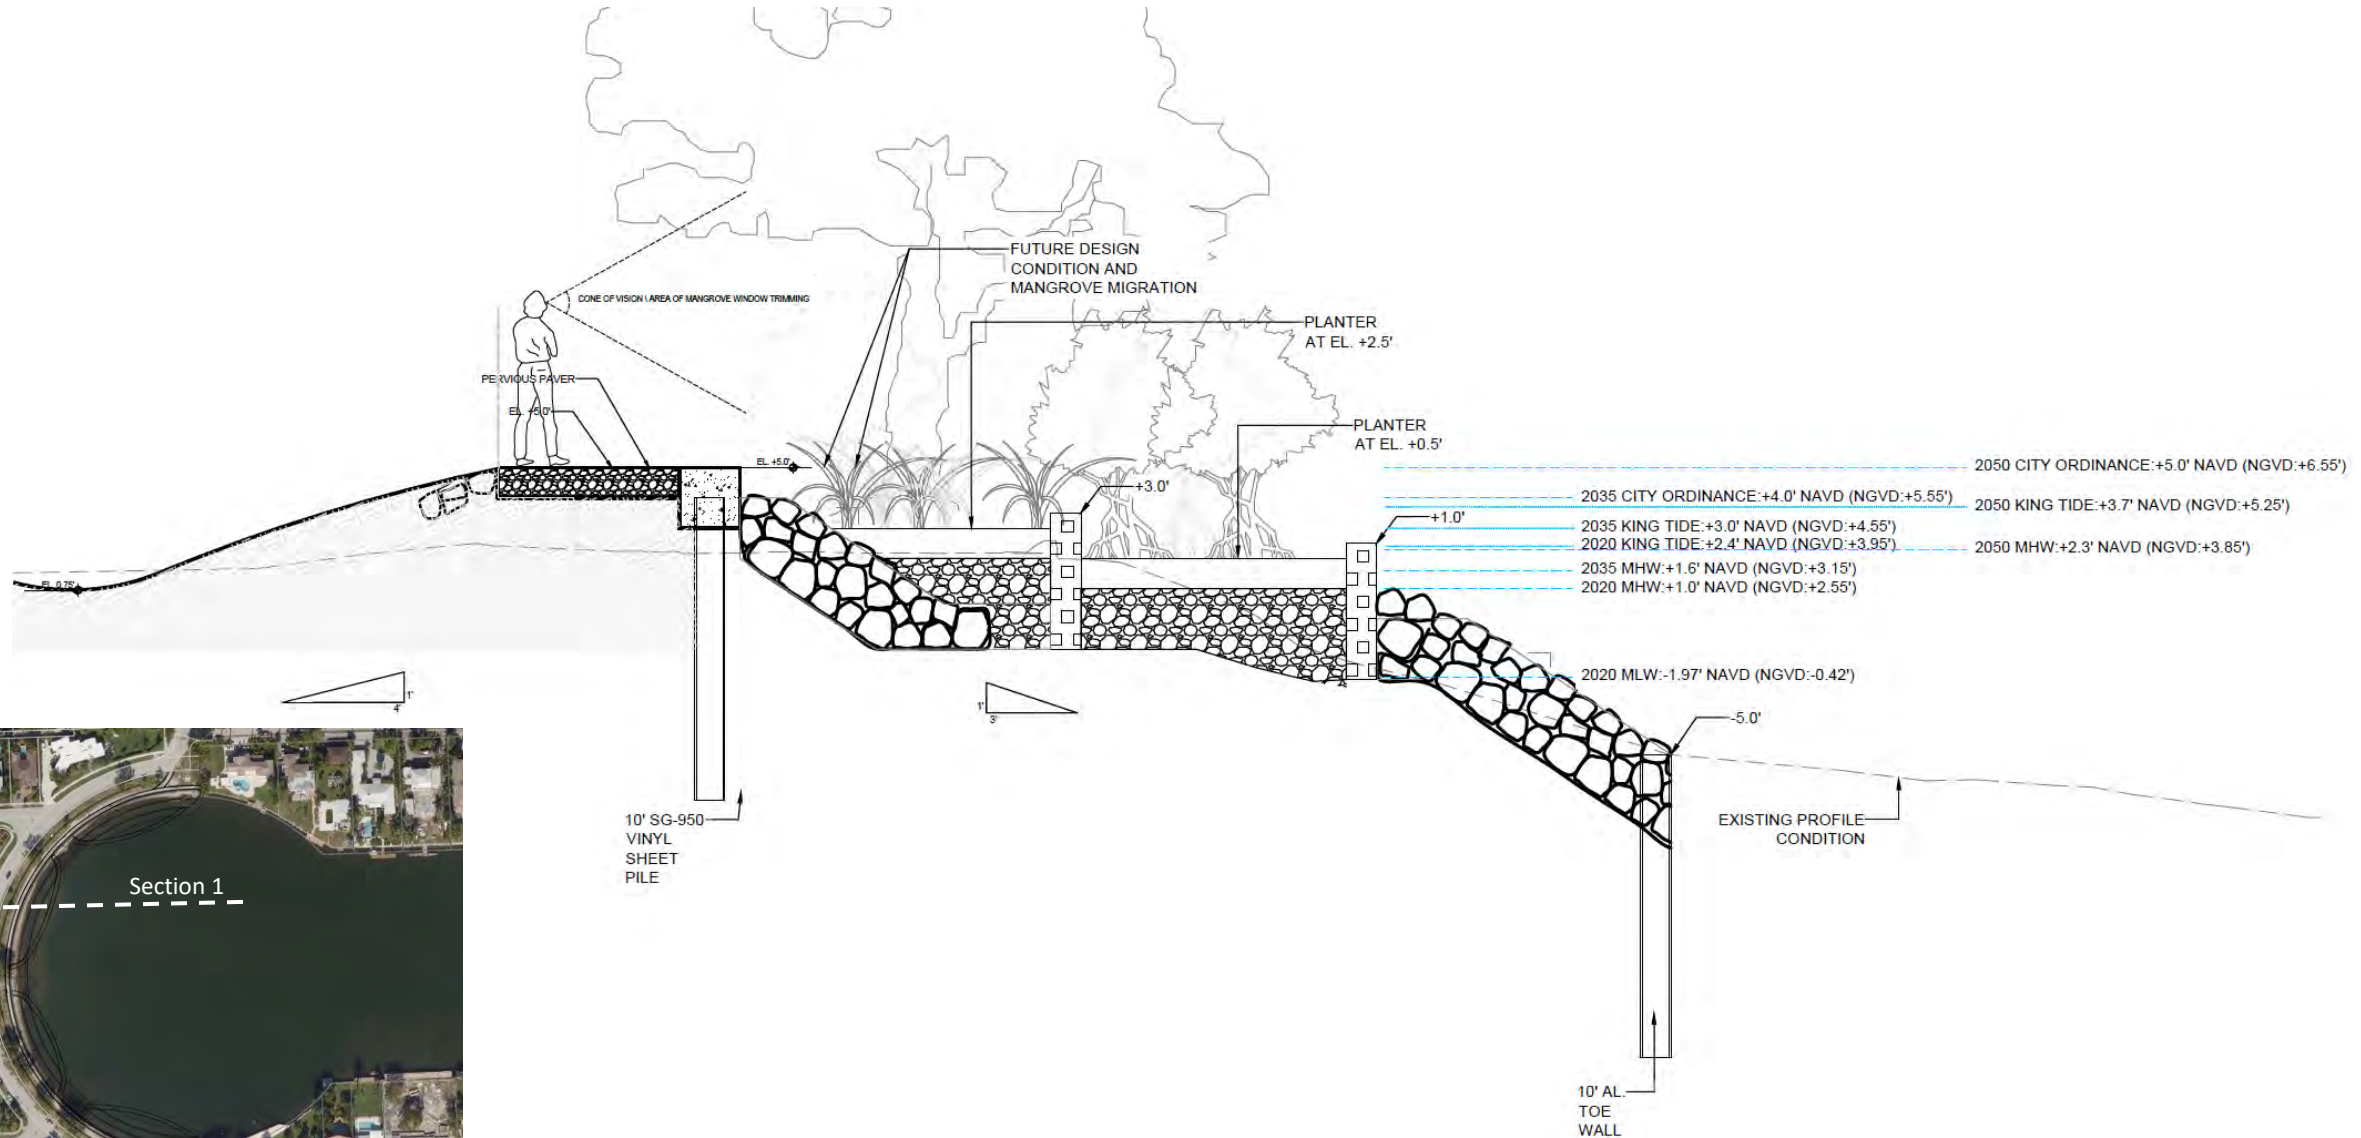 FUTURE DESIGN
CONDITION AND
MANGROVE MIGRATION
CONE OF VISION \ AREA OF MANGROVE WINDOW TRIMMING
PLANTER
AT EL. +2.5'
PERVIOUS PAVER
EL. +5.0'
PLANTER
AT EL. +0.5'
EL. +5.0'
2050 CITY ORDINANCE:+5.0' NAVD (NGVD:+6.55')
+3.0'
2035 CITY ORDINANCE:+4.0' NAVD (NGVD:+5.55')
2050 KING TIDE:+3.7' NAVD (NGVD:+5.25')
+1.0'
2035 KING TIDE:+3.0' NAVD (NGVD:+4.55')
2020 KING TIDE:+2.4' NAVD (NGVD:+3.95')
2050 MHW:+2.3' NAVD (NGVD:+3.85')
2035 MHW:+1.6' NAVD (NGVD:+3.15')
2020 MHW:+1.0' NAVD (NGVD:+2.55')
EL. 0.75'
2020 MLW:-1.97' NAVD (NGVD:-0.42')
1'
4'
1'
3'
-5.0'
10' SG-950
VINYL
SHEET
PILE
EXISTING PROFILE
CONDITION
Section 1
10' AL.
TOE
WALL